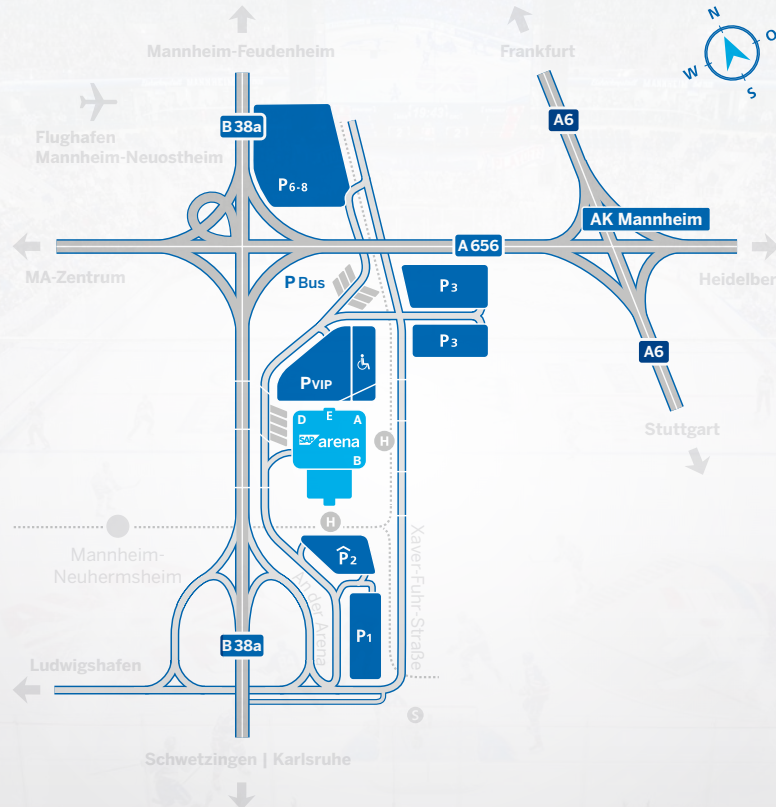 N
O
W
S
Mannheim-Feudenheim
Frankfurt
B 38a
A6
Flughafen
Mannheim-Neuostheim
P6-8
AK Mannheim
A 656
MA-Zentrum
Heidelber
P Bus
P3
P3
A6
PVIP
D
E
A
SAP arena
B
H
Stuttgart
H
Mannheim-
Neuhermsheim
P2
Xaver-Fuhr-Straße
An der Arena
P1
B 38a
Ludwigshafen
S
Schwetzingen | Karlsruhe